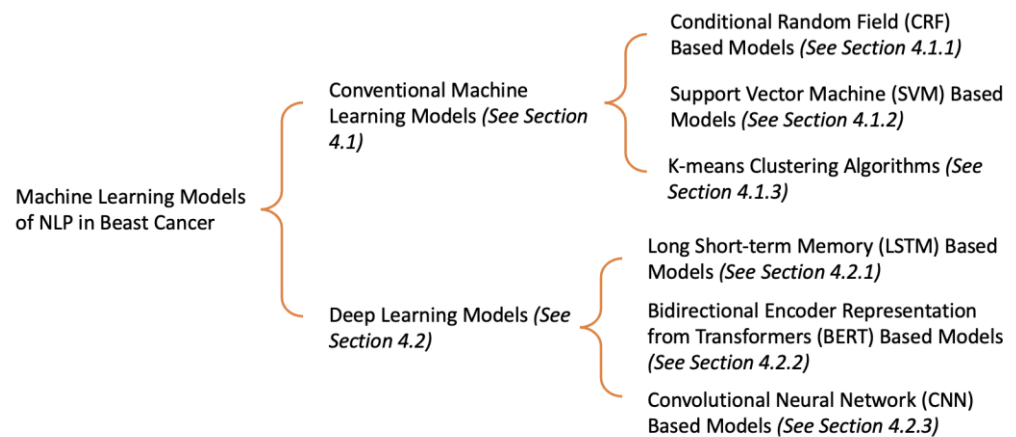 Machine Learning Models
of NLP in Beast Cancer
Conventional Machine
Learning Models (See Section
4.1)
Conditional Random Field (CRF)
Based Models (See Section 4.1.1)
Support Vector Machine (SVM) Based
Models (See Section 4.1.2)
K-means Clustering Algorithms (See
Section 4.1.3)
Deep Learning Models (See
Section 4.2)
Long Short-term Memory (LSTM) Based
Models (See Section 4.2.1)
Bidirectional Encoder Representation
from Transformers (BERT) Based Models
(See Section 4.2.2)
Convolutional Neural Network (CNN)
Based Models (See Section 4.2.3)